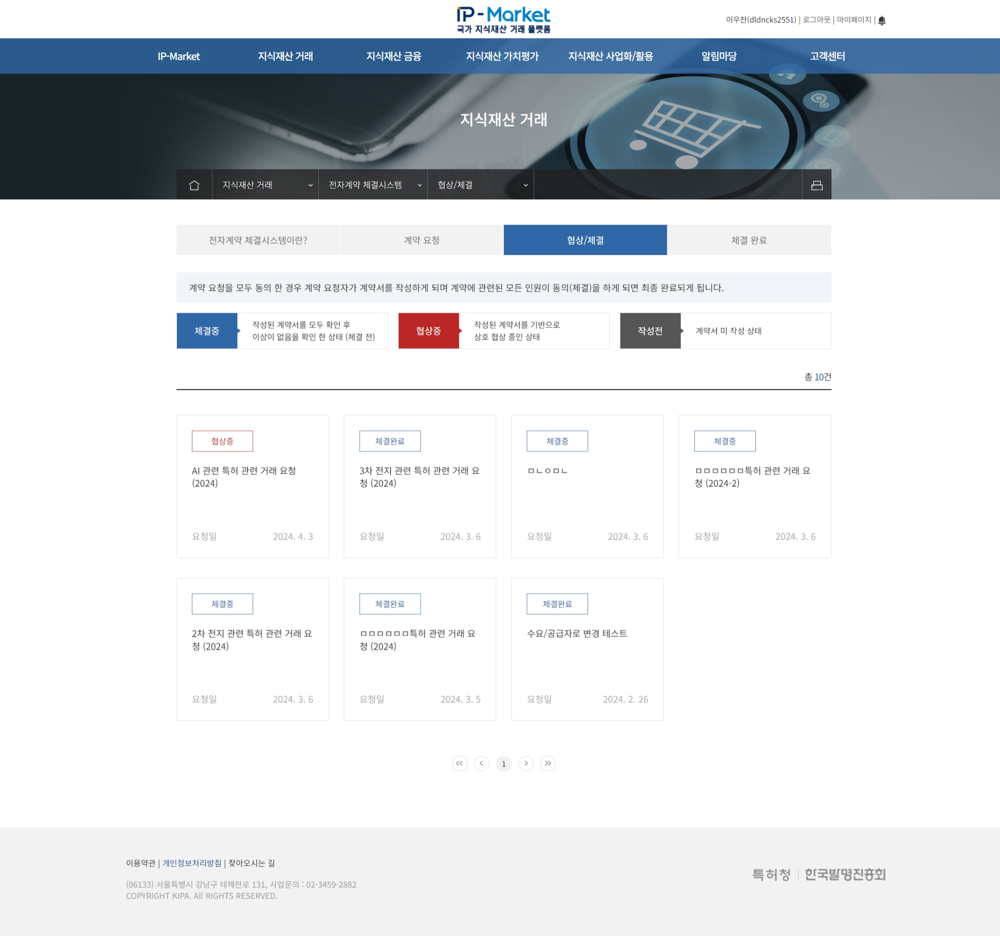 IP-Market
국가 지식재산 거래 플랫폼
이우찬(dldncks2551) | 로그아웃 | 마이페이지 |
IP-Market 지식재산 거래 지식재산 금융 지식재산 가치평가 지식재산 사업화/활용 알림마당 고객센터
지식재산 거래
지식재산 거래 전자계약 체결시스템 협상/체결
전자계약 체결시스템이란? 계약 요청 협상/체결 체결 완료
계약 요청을 모두 동의 한 경우 계약 요청자가 계약서를 작성하게 되며 계약에 관련된 모든 인원이 동의(체결)을 하게 되면 최종 완료되게 됩니다.
체결중
작성된 계약서를 모두 확인 후
이상이 없음을 확인 한 상태 (체결 전)
협상중
작성된 계약서를 기반으로
상호 협상 중인 상태
작성전
계약서 미 작성 상태
총 10건
협상중
AI 관련 특허 관련 거래 요청
(2024)
요청일 2024. 4. 3
체결완료
3차 전지 관련 특허 관련 거래 요
청 (2024)
요청일 2024. 3. 6
체결중
ㅁㄴㅇㅁㄴ
요청일 2024. 3. 6
체결중
ㅁㅁㅁㅁㅁㅁ특허 관련 거래 요
청 (2024-2)
요청일 2024. 3. 6
체결중
2차 전지 관련 특허 관련 거래 요
청 (2024)
요청일 2024. 3. 6
체결완료
ㅁㅁㅁㅁㅁㅁ특허 관련 거래 요
청 (2024)
요청일 2024. 3. 5
체결완료
수요/공급자로 변경 테스트
요청일 2024. 2. 26
1
이용약관 | 개인정보처리방침 | 찾아오시는 길
(06133) 서울특별시 강남구 테헤란로 131, 사업문의 : 02-3459-2882
COPYRIGHT KIPA. All RIGHTS RESERVED.
특허청 | 한국발명진흥회